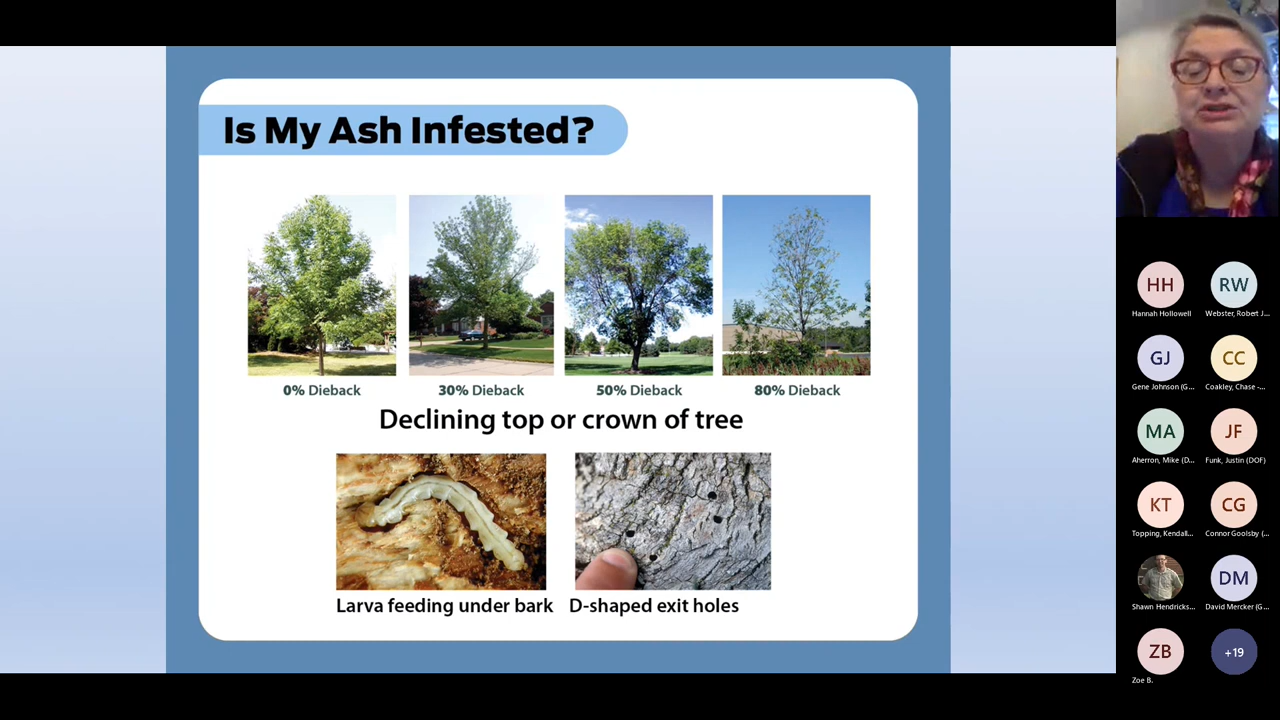 Is My Ash Infested?
0% Dieback
30% Dieback
50% Dieback
80% Dieback
Declining top or crown of tree
Larva feeding under bark
D-shaped exit holes
HH
RW
Hannah Hollowell
Webster, Robert J...
GJ
CC
Gene Johnson (G...
Coakley, Chase -...
MA
JF
Aherron, Mike (D...
Funk, Justin (DOF)
KT
CG
Topping, Kendall...
Connor Goolsby (...
DM
Shawn Hendricks...
David Mercker (G...
ZB
+19
Zoe B.